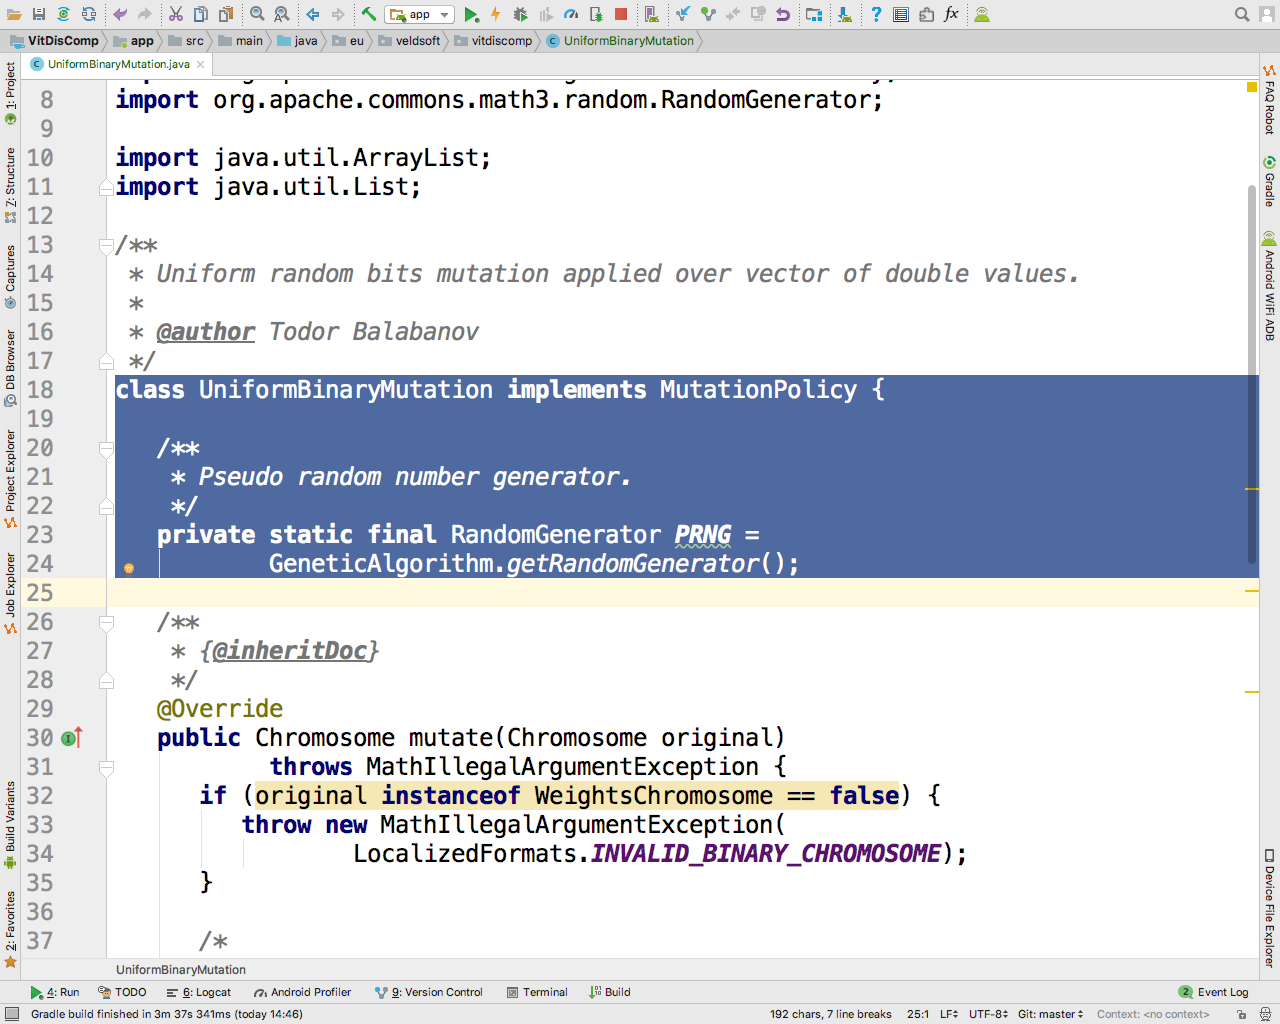 app
VitDisComp app src main java eu veldsoft vitdiscomp UniformBinaryMutation
UniformBinaryMutation.java
8 import org.apache.commons.math3.random.RandomGenerator;
9
10 import java.util.ArrayList;
11 import java.util.List;
12
13 /**
14 * Uniform random bits mutation applied over vector of double values.
15 *
16 * @author Todor Balabanov
17 */
18 class UniformBinaryMutation implements MutationPolicy {
19
20 /**
21 * Pseudo random number generator.
22 */
23 private static final RandomGenerator PRNG =
24 GeneticAlgorithm.getRandomGenerator();
25
26 /**
27 * {@inheritDoc}
28 */
29 @Override
30 public Chromosome mutate(Chromosome original)
31 throws MathIllegalArgumentException {
32 if (original instanceof WeightsChromosome == false) {
33 throw new MathIllegalArgumentException(
34 LocalizedFormats.INVALID_BINARY_CHROMOSOME);
35 }
36
37 /*
UniformBinaryMutation
1: Project
7: Structure
Captures
DB Browser
Project Explorer
Job Explorer
Build Variants
2: Favorites
FAQ Robot
Gradle
Android WiFi ADB
Device File Explorer
4: Run TODO 6: Logcat Android Profiler 9: Version Control Terminal Build 2 Event Log
Gradle build finished in 3m 37s 341ms (today 14:46) 192 chars, 7 line breaks 25:1 LF UTF-8 Git: master Context: <no context>